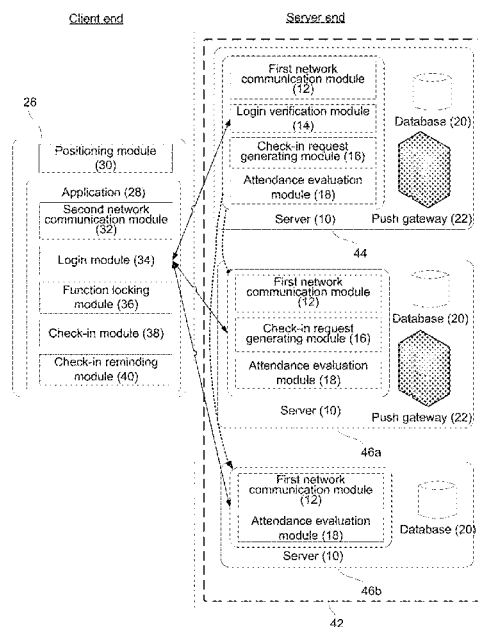 Client end
Server end
26
Positioning module
(30)
Application (28)
Second network
communication module
(32)
Login module (34)
Function locking
module (36)
Check-in module (38)
Check-in reminding
module (40)
First network
communication module
(12)
Login verification module
(14)
Check-in request
generating module (16)
Attendance evaluation
module (18)
Server (10)
Database (20)
Push gateway (22)
44
First network
communication module
(12)
Check-in request
generating module (16)
Attendance evaluation
module (18)
Server (10)
Database (20)
Push gateway (22)
46a
First network
communication module
(12)
Attendance evaluation
module (18)
Server (10)
Database (20)
46b
42